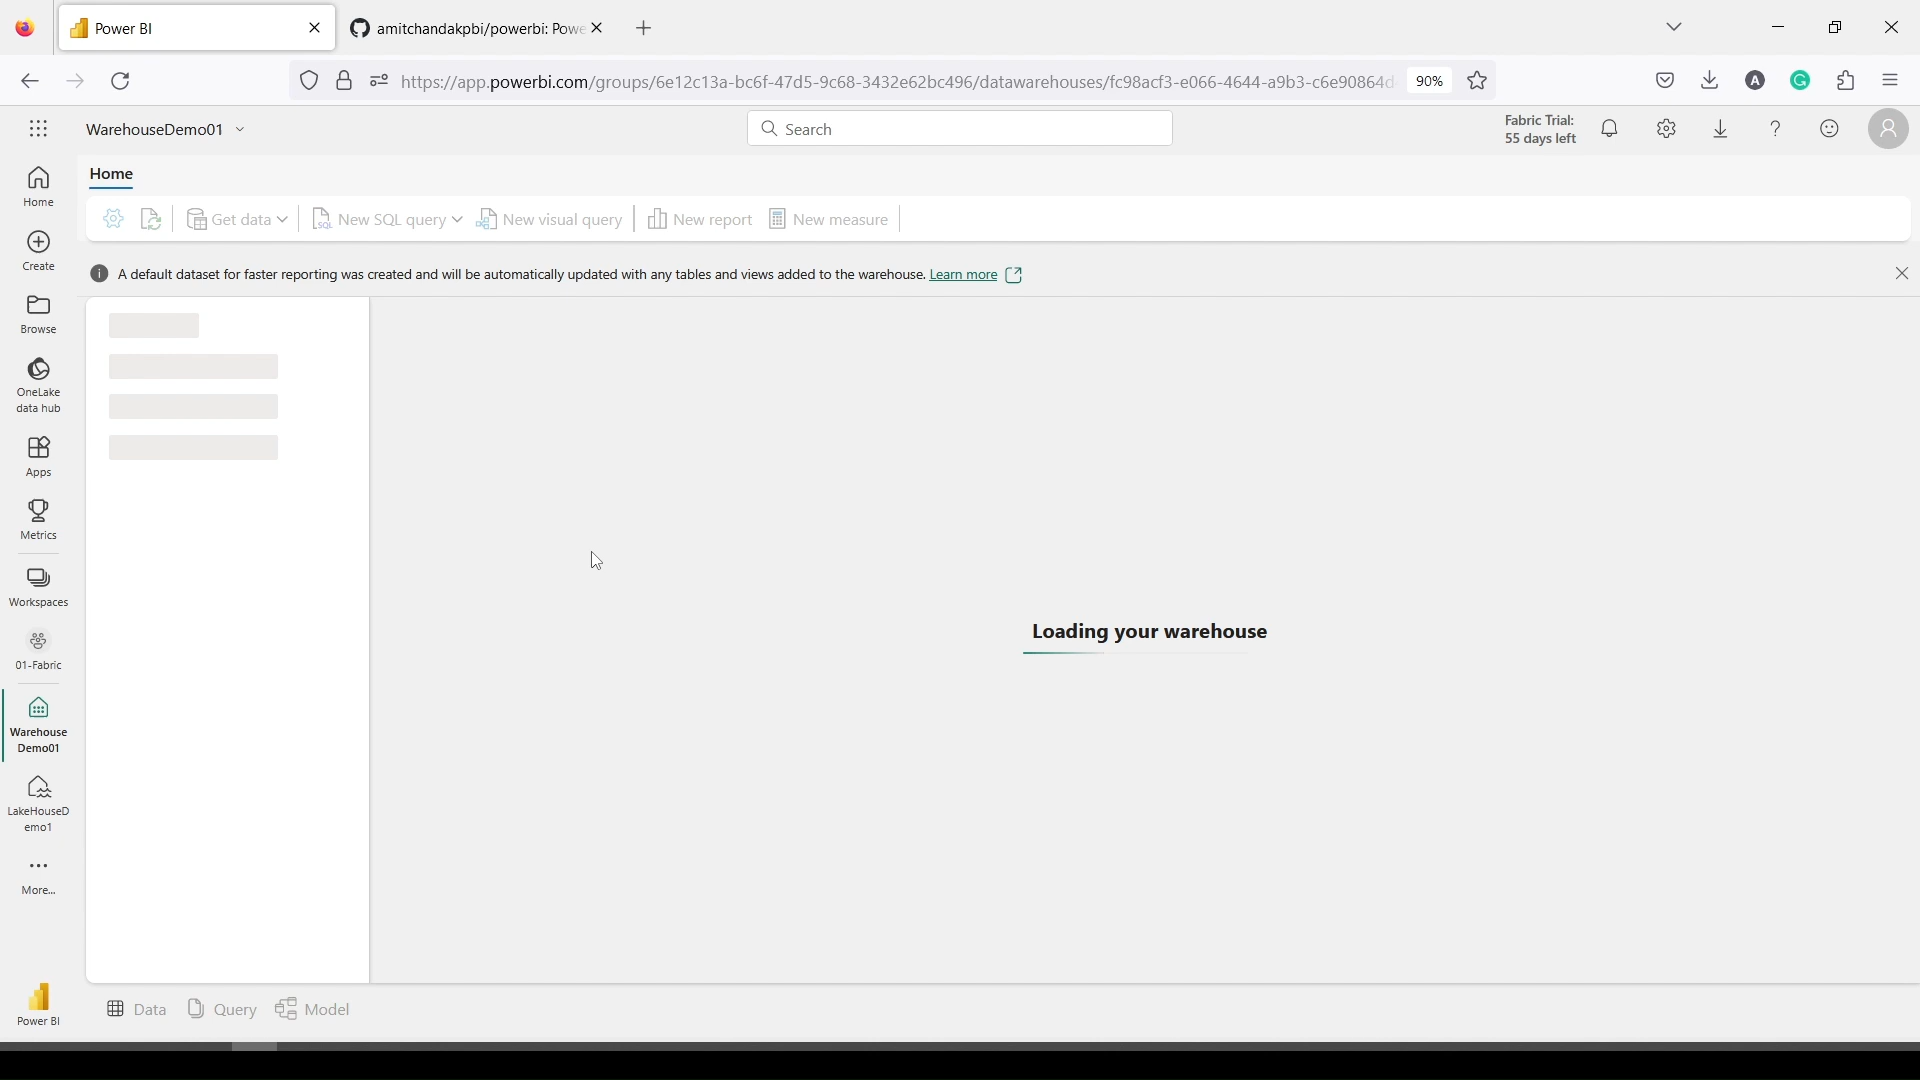 Power BI
amitchandakpbi/powerbi: Powe
https://app.powerbi.com/groups/6e12c13a-bc6f-47d5-9c68-3432e62bc496/datawarehouses/fc98acf3-e066-4644-a9b3-c6e90864d
90%
A
WarehouseDemo01
Search
Fabric Trial:
55 days left
Home
Home
Create
Browse
OneLake
data hub
Apps
Metrics
Workspaces
01-Fabric
Warehouse
Demo01
LakeHouseD
emo1
More...
Power BI
Get data
SQL
New SQL query
New visual query
New report
New measure
A default dataset for faster reporting was created and will be automatically updated with any tables and views added to the warehouse. Learn more
Loading your warehouse
Data
Query
Model